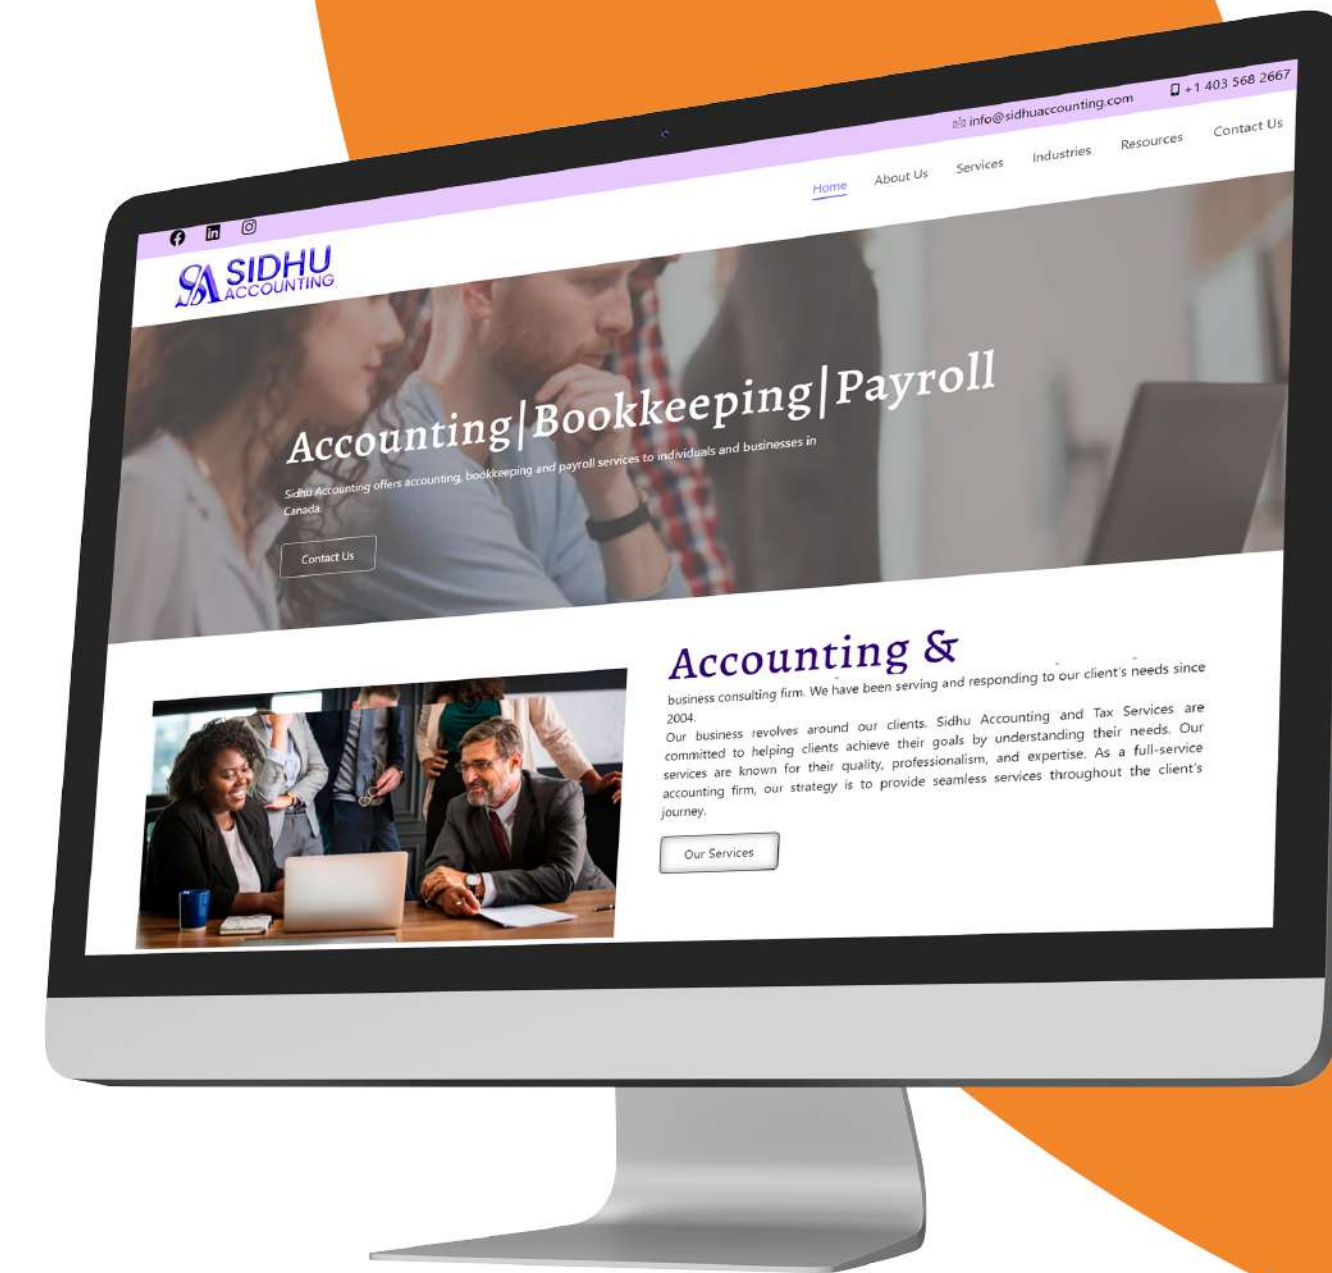 info@sidhuaccounting.com
+1 403 568 2667
Home
About Us
Services
Industries
Resources
Contact Us
SA SIDHU
ACCOUNTING
Accounting|Bookkeeping|Payroll
Sidhu Accounting offers accounting, bookkeeping and payroll services to individuals and businesses in
Canada.
Contact Us
Accounting &
business consulting firm. We have been serving and responding to our client's needs since
2004.
Our business revolves around our clients. Sidhu Accounting and Tax Services are
committed to helping clients achieve their goals by understanding their needs. Our
services are known for their quality, professionalism, and expertise. As a full-service
accounting firm, our strategy is to provide seamless services throughout the client's
journey.
Our Services